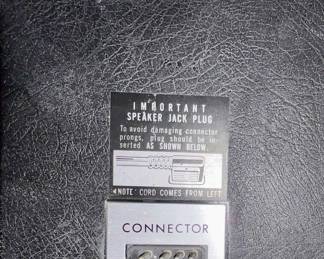 IMPORTANT
SPEAKER JACK PLUG
To avoid damaging connector
prongs, plug should be in-
serted AS SHOWN BELOW.
NOTE: CORD COMES FROM LEFT
CONNECTOR